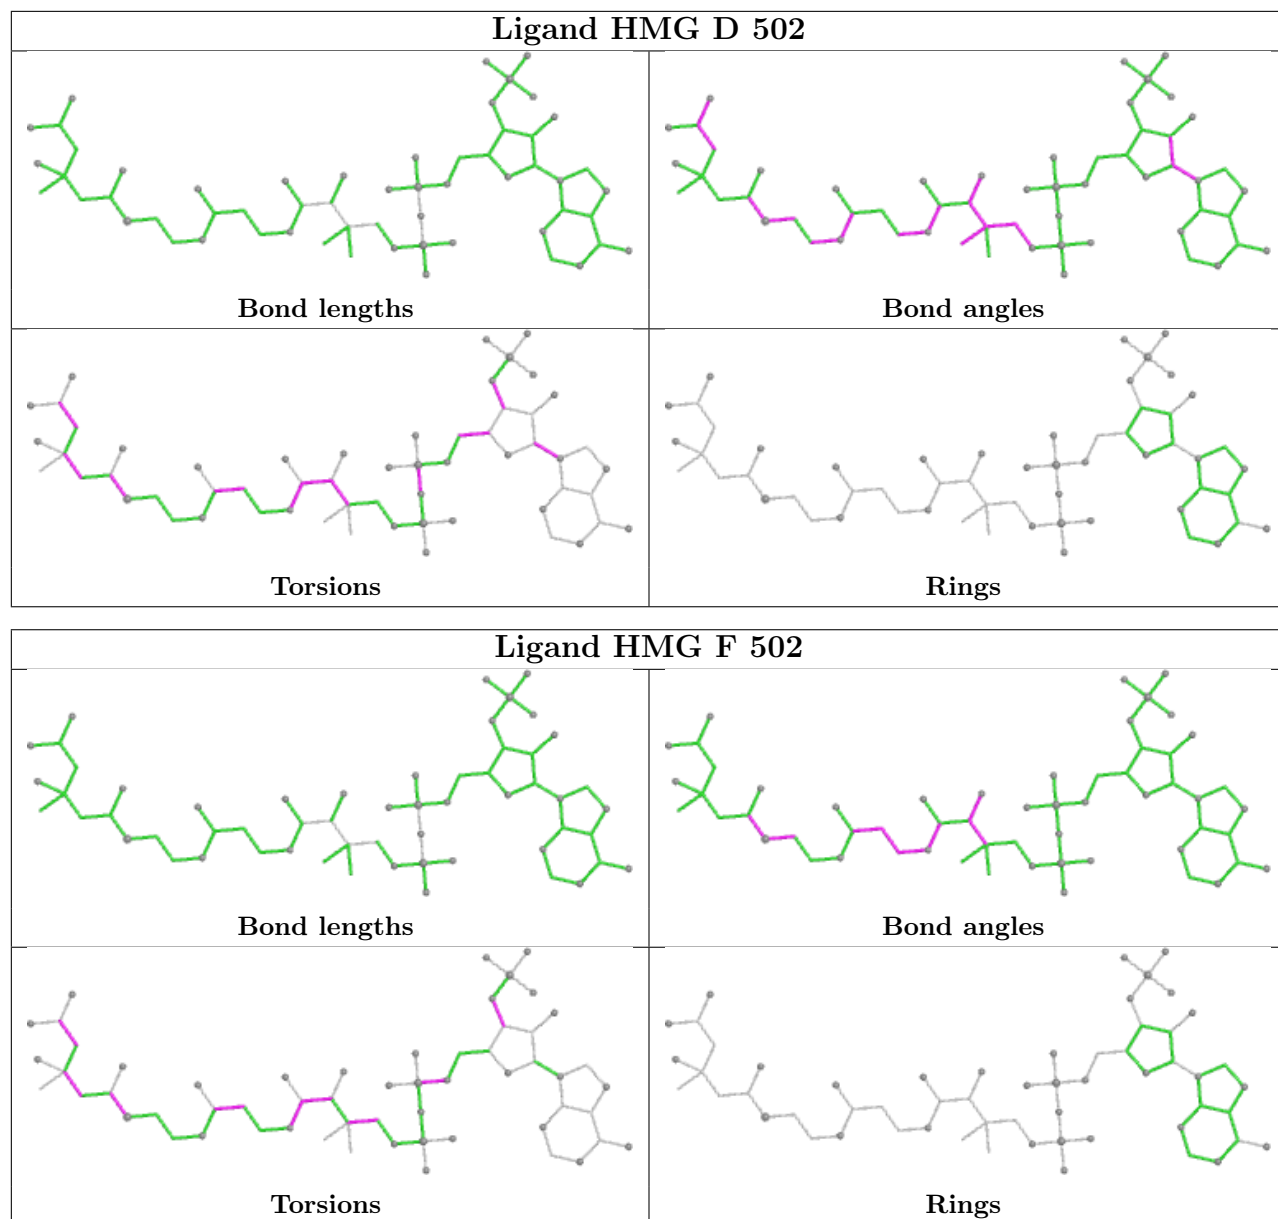 Ligand HMG D 502
Bond lengths
Bond angles
Torsions
Rings
Ligand HMG F 502
Bond lengths
Bond angles
Torsions
Rings